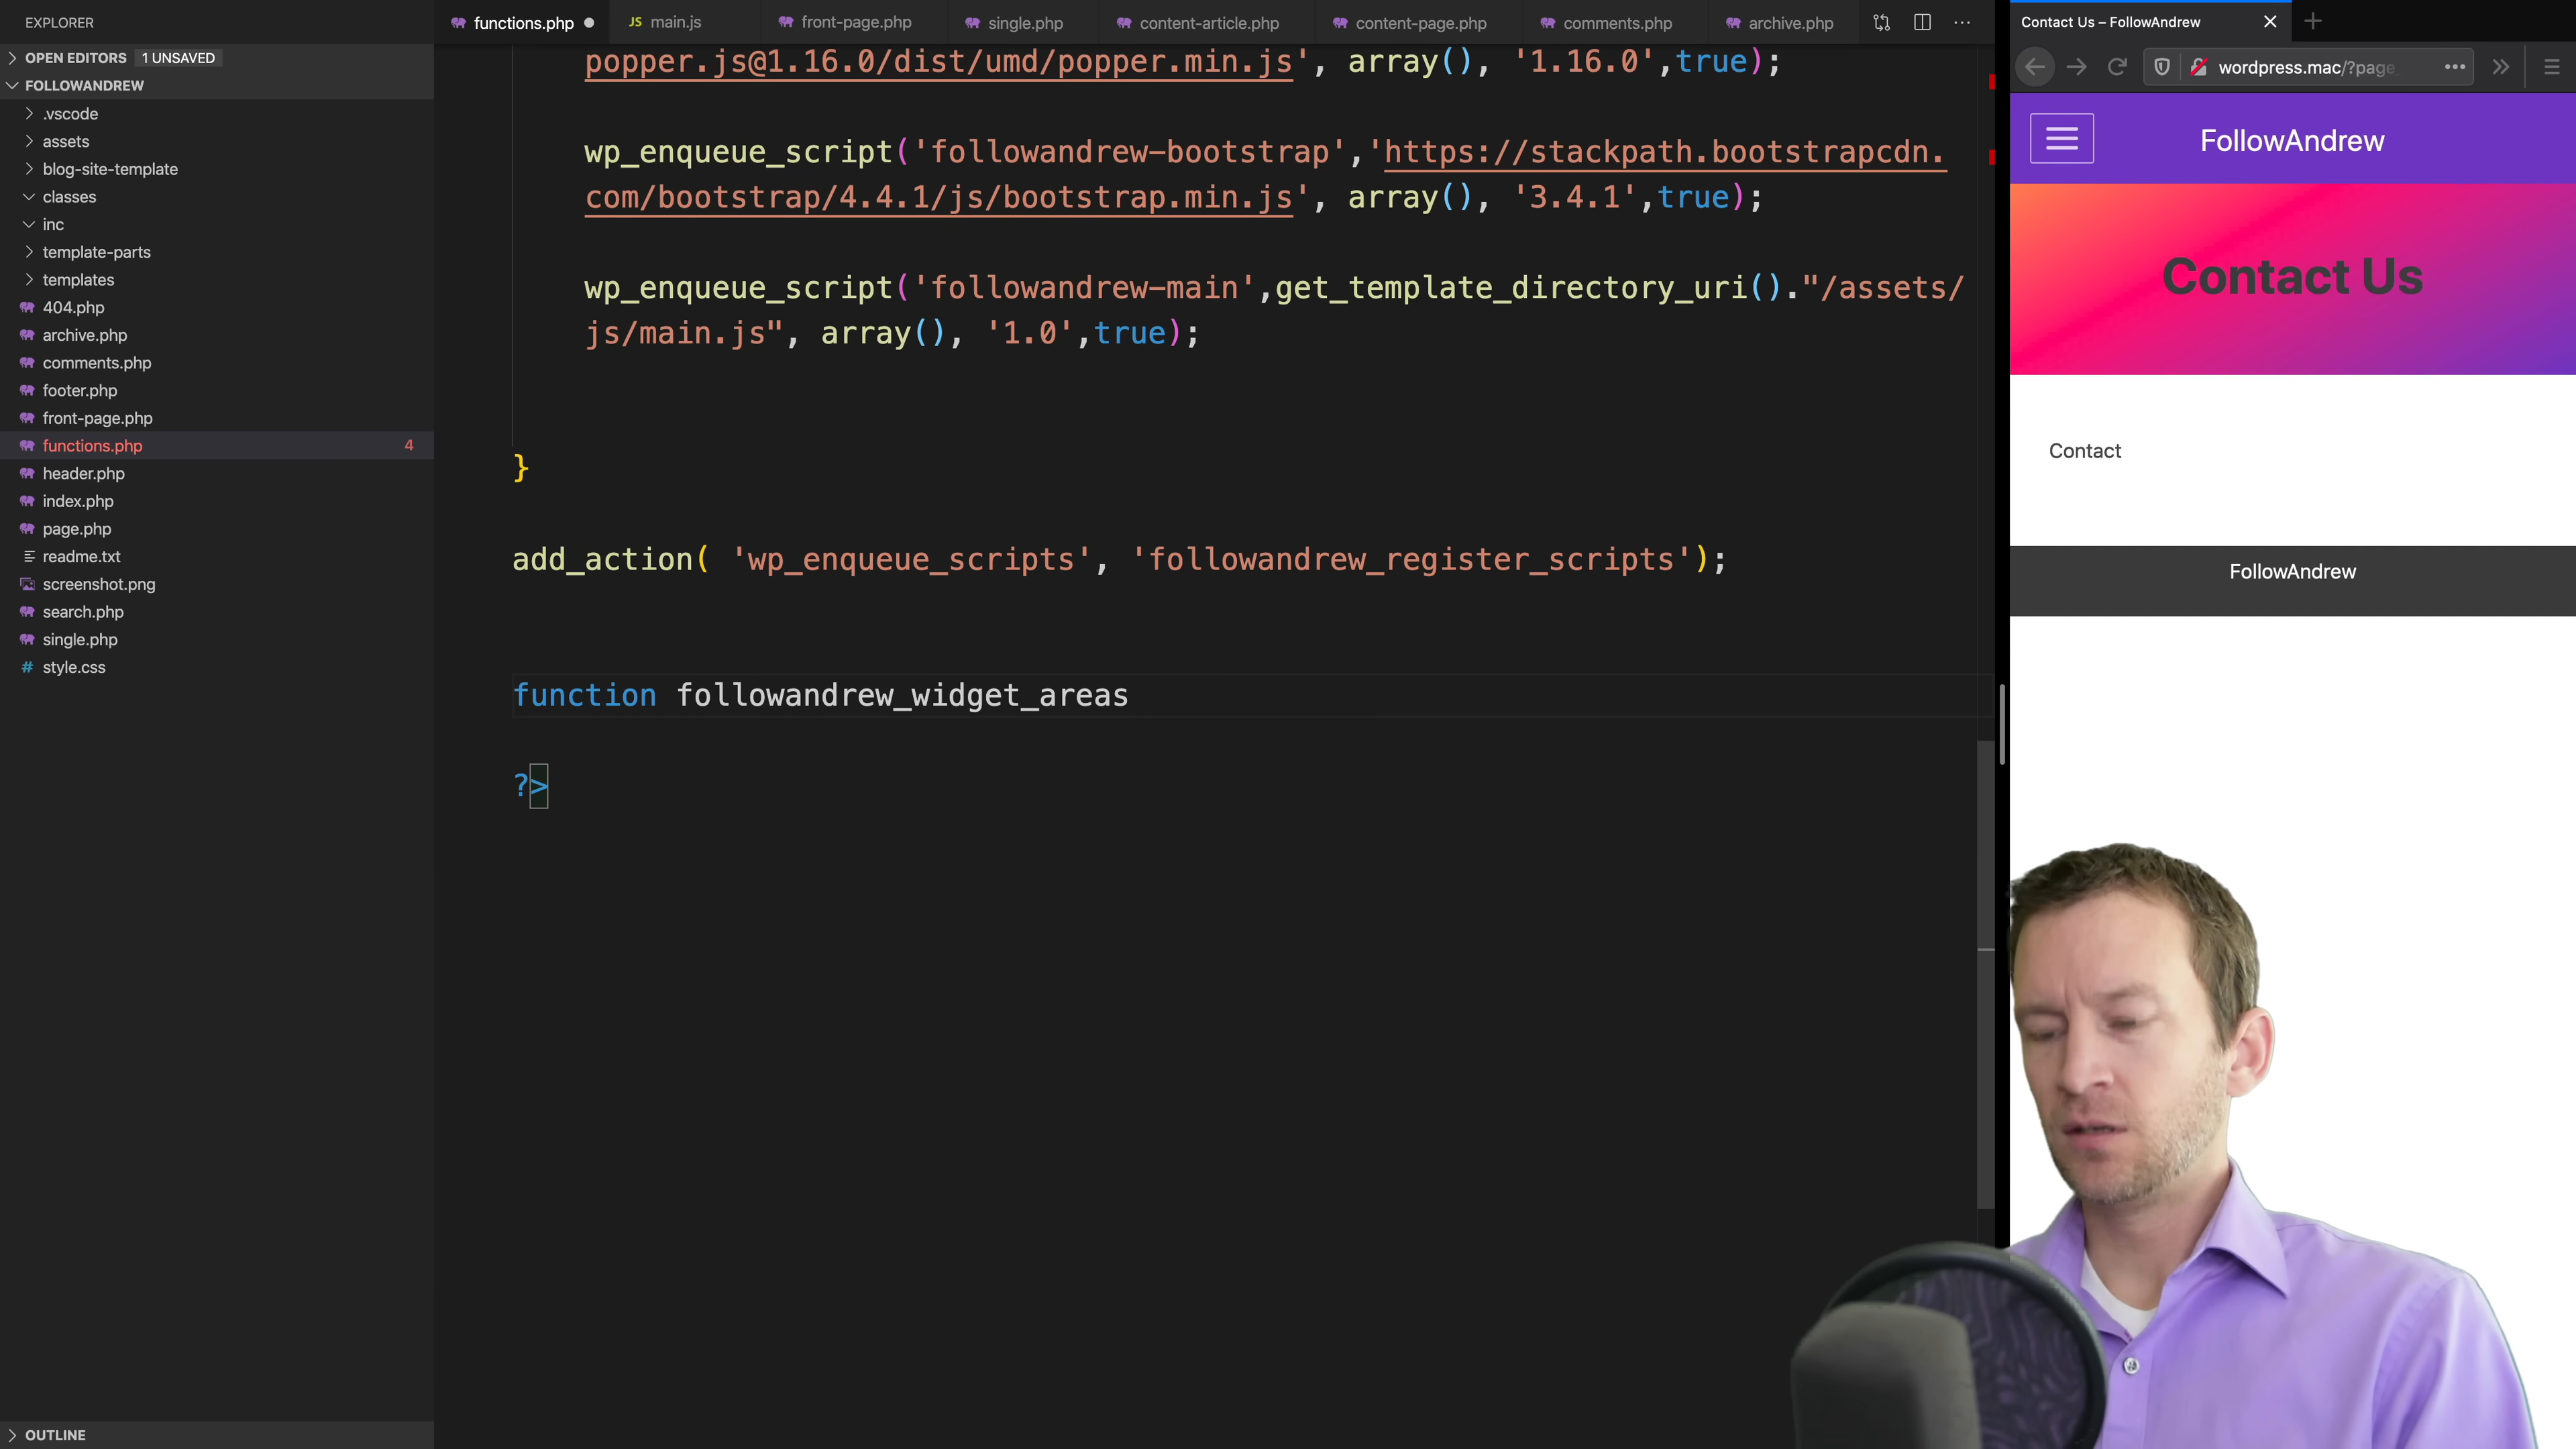 EXPLORER
OPEN EDITORS 1 UNSAVED
FOLLOWANDREW
.vscode
assets
blog-site-template
classes
inc
template-parts
templates
404.php
archive.php
comments.php
footer.php
front-page.php
functions.php 4
header.php
index.php
page.php
readme.txt
screenshot.png
search.php
single.php
# style.css
OUTLINE
functions.php
JS main.js
front-page.php
single.php
content-article.php
content-page.php
comments.php
archive.php
popper.js@1.16.0/dist/umd/popper.min.js', array(), '1.16.0',true);
wp_enqueue_script('followandrew-bootstrap','https://stackpath.bootstrapcdn.
com/bootstrap/4.4.1/js/bootstrap.min.js', array(), '3.4.1',true);
wp_enqueue_script('followandrew-main',get_template_directory_uri()."/assets/
js/main.js", array(), '1.0',true);
}
add_action( 'wp_enqueue_scripts', 'followandrew_register_scripts');
function followandrew_widget_areas
?>
Contact Us – FollowAndrew
wordpress.mac/?page_
FollowAndrew
Contact Us
Contact
FollowAndrew